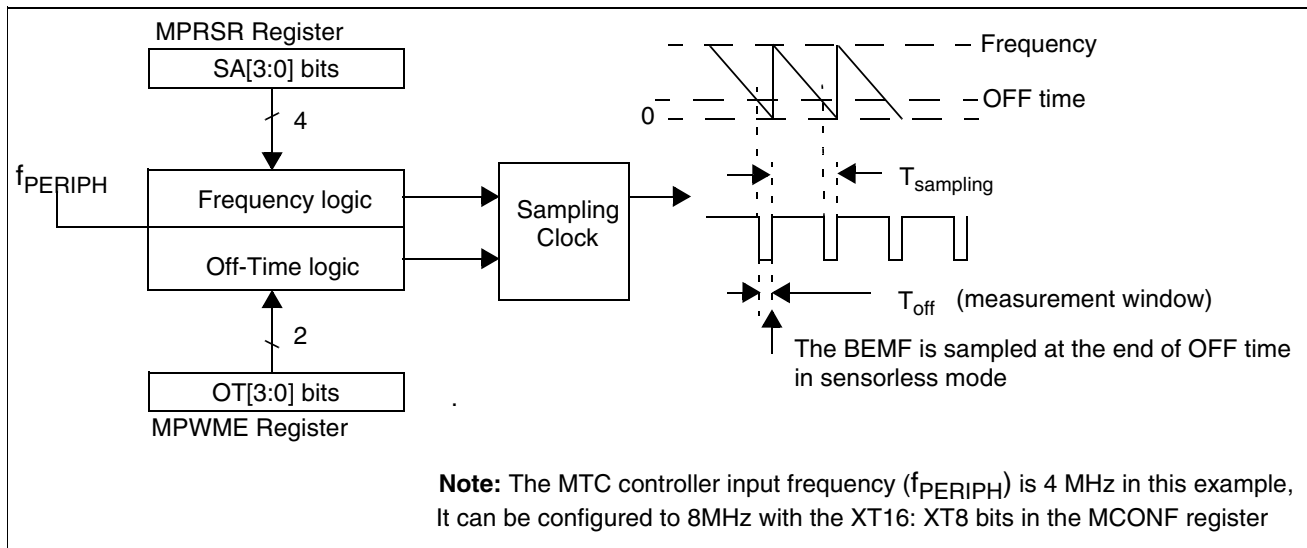 MPRSR Register
SA[3:0] bits
4
fPERIPH
Frequency logic
Off-Time logic
2
OT[3:0] bits
MPWME Register
.
Sampling
Clock
Frequency
OFF time
0
Tsampling
Toff (measurement window)
The BEMF is sampled at the end of OFF time
in sensorless mode
Note: The MTC controller input frequency (fPERIPH) is 4 MHz in this example,
It can be configured to 8MHz with the XT16: XT8 bits in the MCONF register